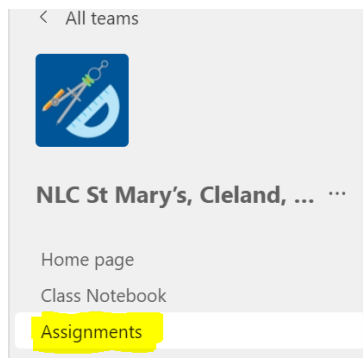 < All teams
NLC St Mary’s, Cleland, ... ···
Home page
Class Notebook
Assignments